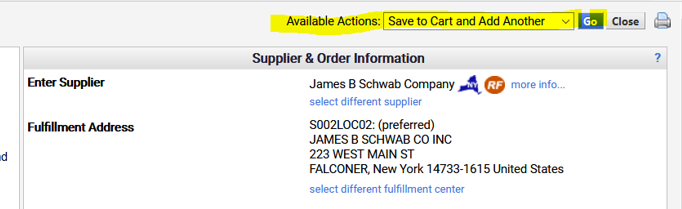 Available Actions: Save to Cart and Add Another Go Close
Supplier & Order Information ?
Enter Supplier James B Schwab Company NY RF more info...
select different supplier
Fulfillment Address S002LOC02: (preferred)
JAMES B SCHWAB CO INC
nd 223 WEST MAIN ST
FALCONER, New York 14733-1615 United States
select different fulfillment center